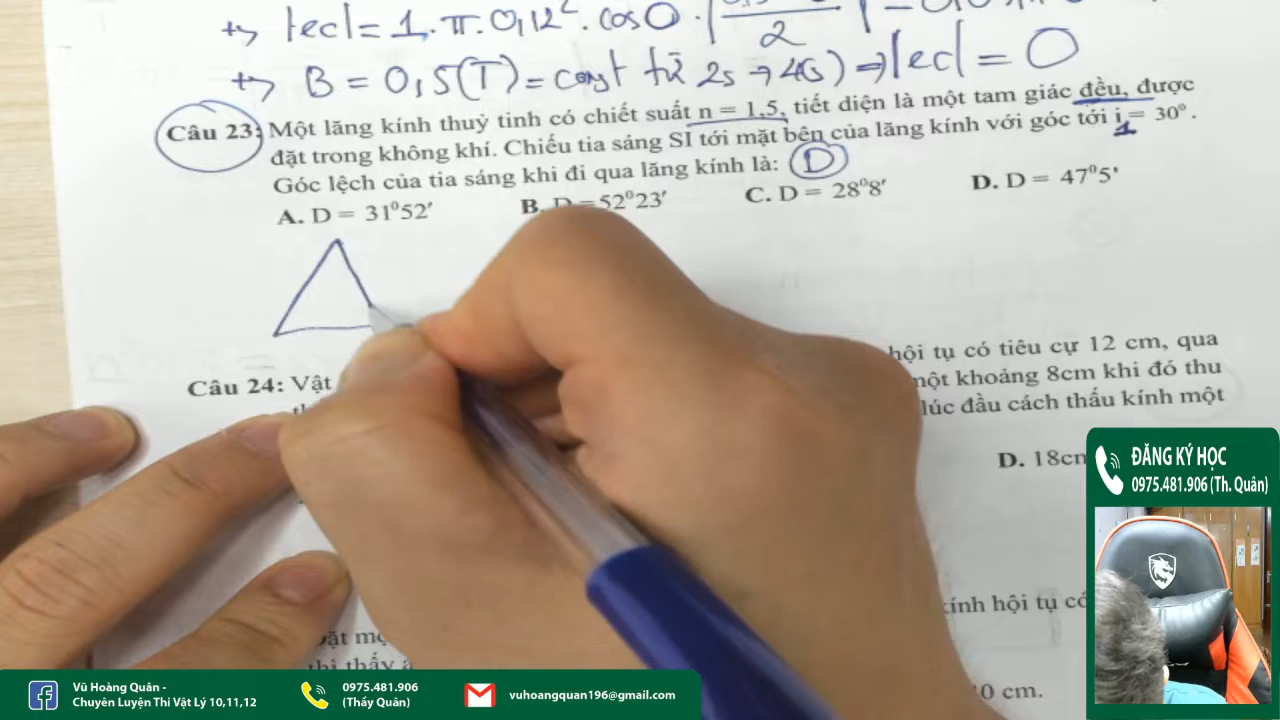 ↳ |ec| = 1.π.0,12². cos0.
2
↳ B = 0,5(T) = const từ 2s → 4s) ⇒ |ec| = 0
Câu 23: Một lăng kính thuỷ tinh có chiết suất n = 1,5, tiết diện là một tam giác đều, được
đặt trong không khí. Chiếu tia sáng SI tới mặt bên của lăng kính với góc tới i₁ = 30°.
Góc lệch của tia sáng khi đi qua lăng kính là: D
A. D = 31⁰52′ B. D = 52⁰23′ C. D = 28⁰8′ D. D = 47⁰5'
hội tụ có tiêu cự 12 cm, qua
Câu 24: Vật một khoảng 8cm khi đó thu
lúc đầu cách thấu kính một
D. 18cm
kính hội tụ có
0 cm.
ĐĂNG KÝ HỌC
0975.481.906 (Th. Quân)
Vũ Hoàng Quân -
Chuyên Luyện Thi Vật Lý 10,11,12
0975.481.906
(Thầy Quân)
vuhoangquan196@gmail.com